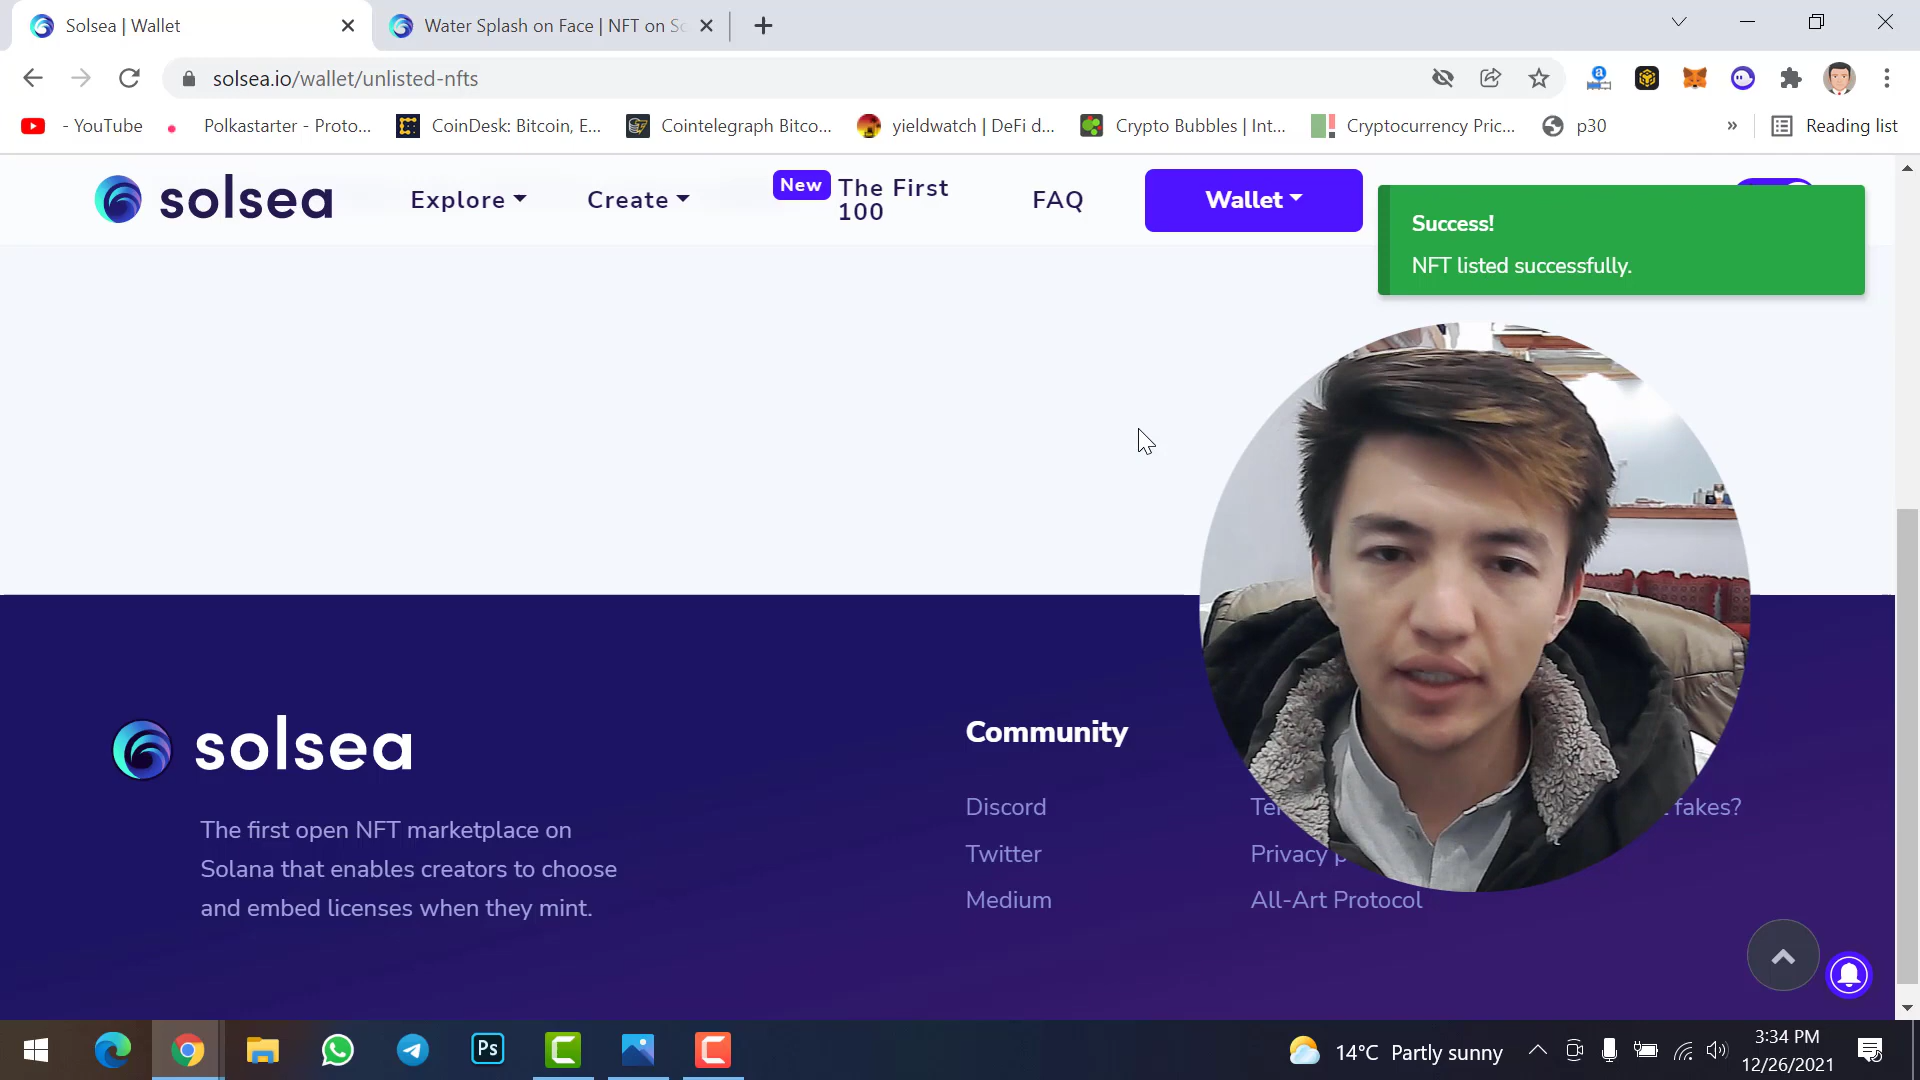 Solsea | Wallet
Water Splash on Face | NFT on So
solsea.io/wallet/unlisted-nfts
- YouTube
Polkastarter - Proto...
CoinDesk: Bitcoin, E...
Cointelegraph Bitco...
yieldwatch | DeFi d...
Crypto Bubbles | Int...
Cryptocurrency Pric...
p30
»
Reading list
solsea
Explore
Create
New
The First
100
FAQ
Wallet
Success!
NFT listed successfully.
solsea
The first open NFT marketplace on
Solana that enables creators to choose
and embed licenses when they mint.
Community
Discord
Twitter
Medium
Privacy
All-Art Protocol
fakes?
Ps
14°C Partly sunny
3:34 PM
12/26/2021